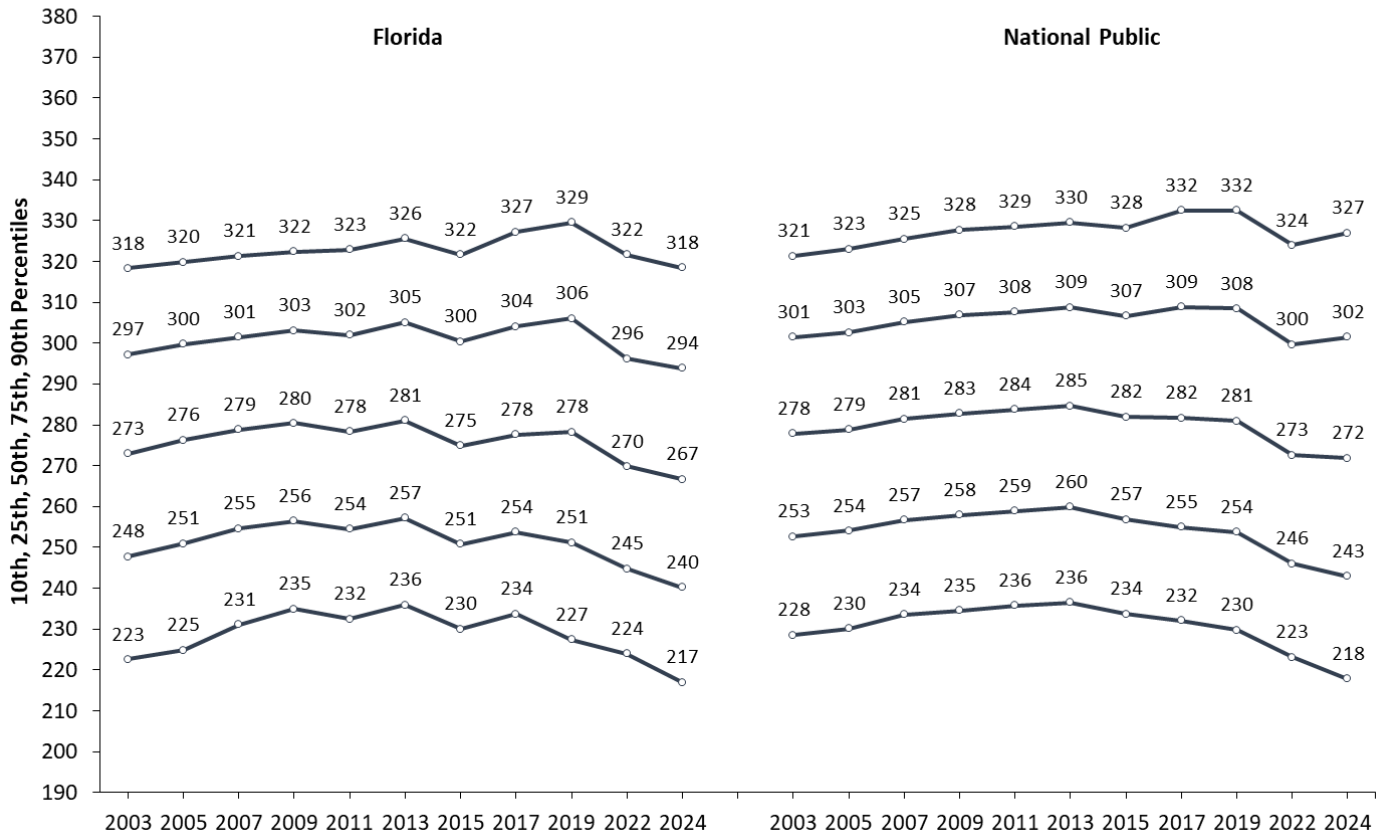 10th, 25th, 50th, 75th, 90th Percentiles
380
370
360
350
340
330
320
310
300
290
280
270
260
250
240
230
220
210
200
190
Florida
318 320 321 322 323 326 322 327 329 322 318
297 300 301 303 302 305 300 304 306 296 294
273 276 279 280 278 281 275 278 278 270 267
248 251 255 256 254 257 251 254 251 245 240
223 225 231 235 232 236 230 234 227 224 217
2003 2005 2007 2009 2011 2013 2015 2017 2019 2022 2024
National Public
321 323 325 328 329 330 328 332 332 324 327
301 303 305 307 308 309 307 309 308 300 302
278 279 281 283 284 285 282 282 281 273 272
253 254 257 258 259 260 257 255 254 246 243
228 230 234 235 236 236 234 232 230 223 218
2003 2005 2007 2009 2011 2013 2015 2017 2019 2022 2024